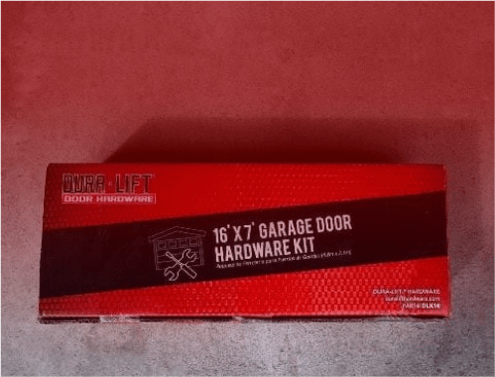 DURA-LIFT
DOOR HARDWARE
16' X 7' GARAGE DOOR
HARDWARE KIT
DURA-LIFT HARDWARE